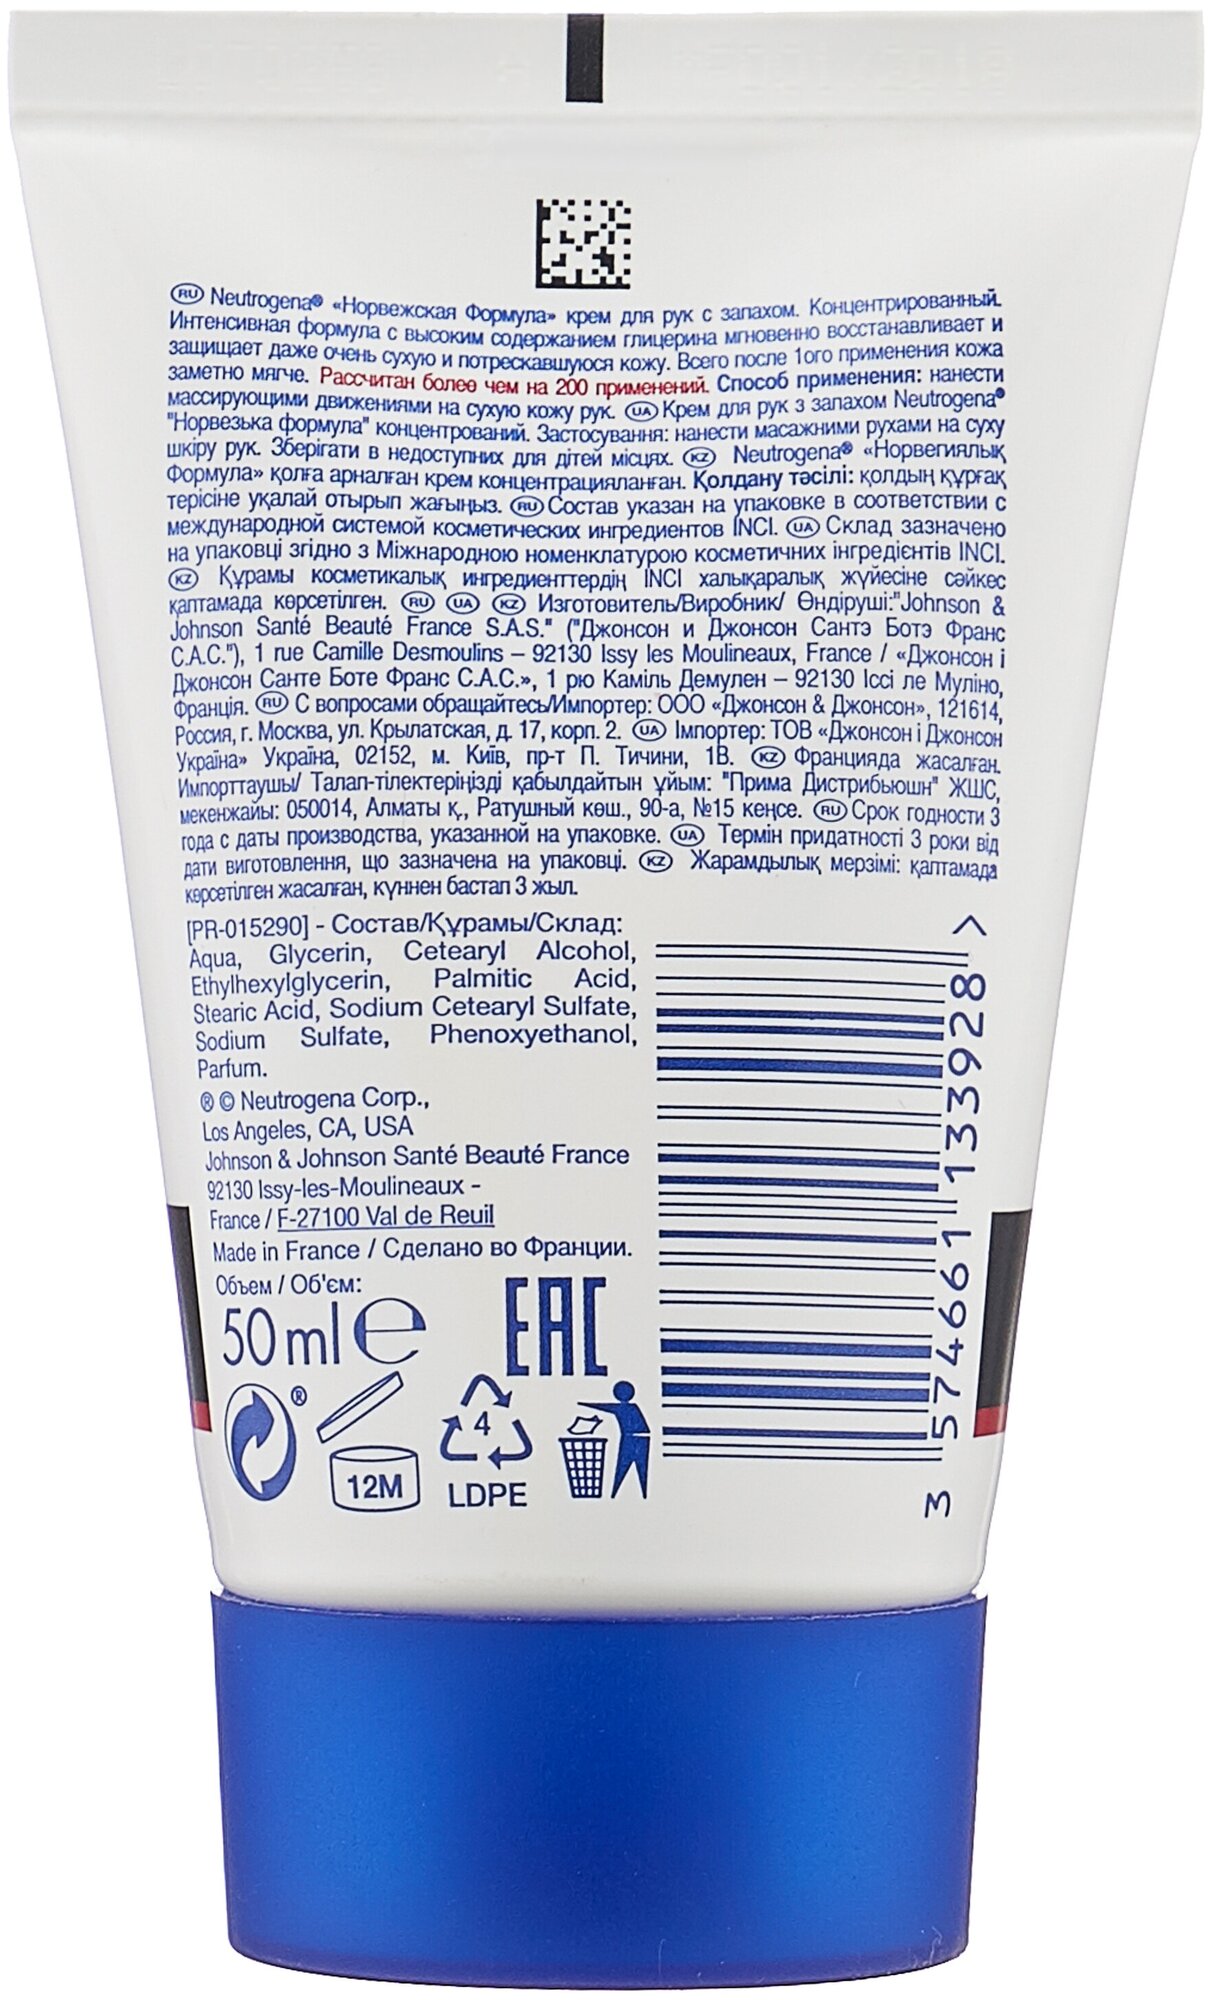 RU Neutrogena® «Норвежская Формула» крем для рук с запахом. Концентрированный.
Интенсивная формула с высоким содержанием глицерина мгновенно восстанавливает и
защищает даже очень сухую и потрескавшуюся кожу. Всего после 1ого применения кожа
заметно мягче. Рассчитан более чем на 200 применений. Способ применения: нанести
массирующими движениями на сухую кожу рук. UA Крем для рук з запахом Neutrogena®
"Норвезька формула" концентрований. Застосування: нанести масажними рухами на суху
шкіру рук. Зберігати в недоступних для дітей місцях. KZ Neutrogena® «Норвегиялық
Формула» қолға арналған крем концентрацияланған. Қолдану тәсілі: қолдың құрғақ
терісіне уқалай отырып жағыңыз. RU Состав указан на упаковке в соответствии с
международной системой косметических ингредиентов INCI. UA Склад зазначено
на упаковці згідно з Міжнародною номенклатурою косметичних інгредієнтів INCI.
KZ Құрамы косметикалық ингредиенттердің INCI халықаралық жүйесіне сәйкес
қаптамада көрсетілген. RU UA KZ Изготовитель/Виробник/ Өндіруші:"Johnson &
Johnson Santé Beauté France S.A.S." ("Джонсон и Джонсон Сантэ Ботэ Франс
С.А.С."), 1 rue Camille Desmoulins – 92130 Issy les Moulineaux, France / «Джонсон і
Джонсон Санте Боте Франс С.А.С.», 1 рю Каміль Демулен – 92130 Іссі ле Муліно,
Франція. RU С вопросами обращайтесь/Импортер: ООО «Джонсон & Джонсон», 121614,
Россия, г. Москва, ул. Крылатская, д. 17, корп. 2. UA Імпортер: ТОВ «Джонсон і Джонсон
Україна» Україна, 02152, м. Київ, пр-т П. Тичини, 1В. KZ Францияда жасалған.
Импорттаушы/ Талап-тілектеріңізді қабылдайтын ұйым: "Прима Дистрибьюшн" ЖШС,
мекенжайы: 050014, Алматы қ., Ратушный көш., 90-а, №15 кеңсе. RU Срок годности 3
года с даты производства, указанной на упаковке. UA Термін придатності 3 роки від
дати виготовлення, що зазначена на упаковці. KZ Жарамдылық мерзімі: қаптамада
көрсетілген жасалған, күннен бастап 3 жыл.
[PR-015290] - Состав/Құрамы/Склад:
Aqua, Glycerin, Cetearyl Alcohol,
Ethylhexylglycerin, Palmitic Acid,
Stearic Acid, Sodium Cetearyl Sulfate,
Sodium Sulfate, Phenoxyethanol,
Parfum.
® © Neutrogena Corp.,
Los Angeles, CA, USA
Johnson & Johnson Santé Beauté France
92130 Issy-les-Moulineaux -
France / F-27100 Val de Reuil
Made in France / Сделано во Франции.
Объем / Об'єм:
50 ml e
EAC
®
12M
4
LDPE
3 574661 133928 >